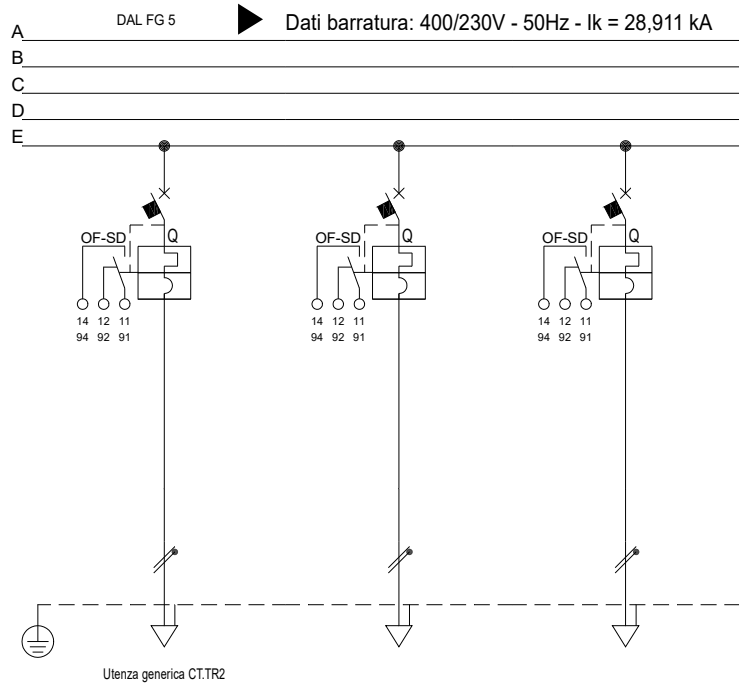 DAL FG 5
Dati barratura: 400/230V - 50Hz - Ik = 28,911 kA
A
B
C
D
E
OF-SD Q OF-SD Q OF-SD Q
14 12 11 14 12 11 14 12 11
94 92 91 94 92 91 94 92 91
Utenza generica CT.TR2